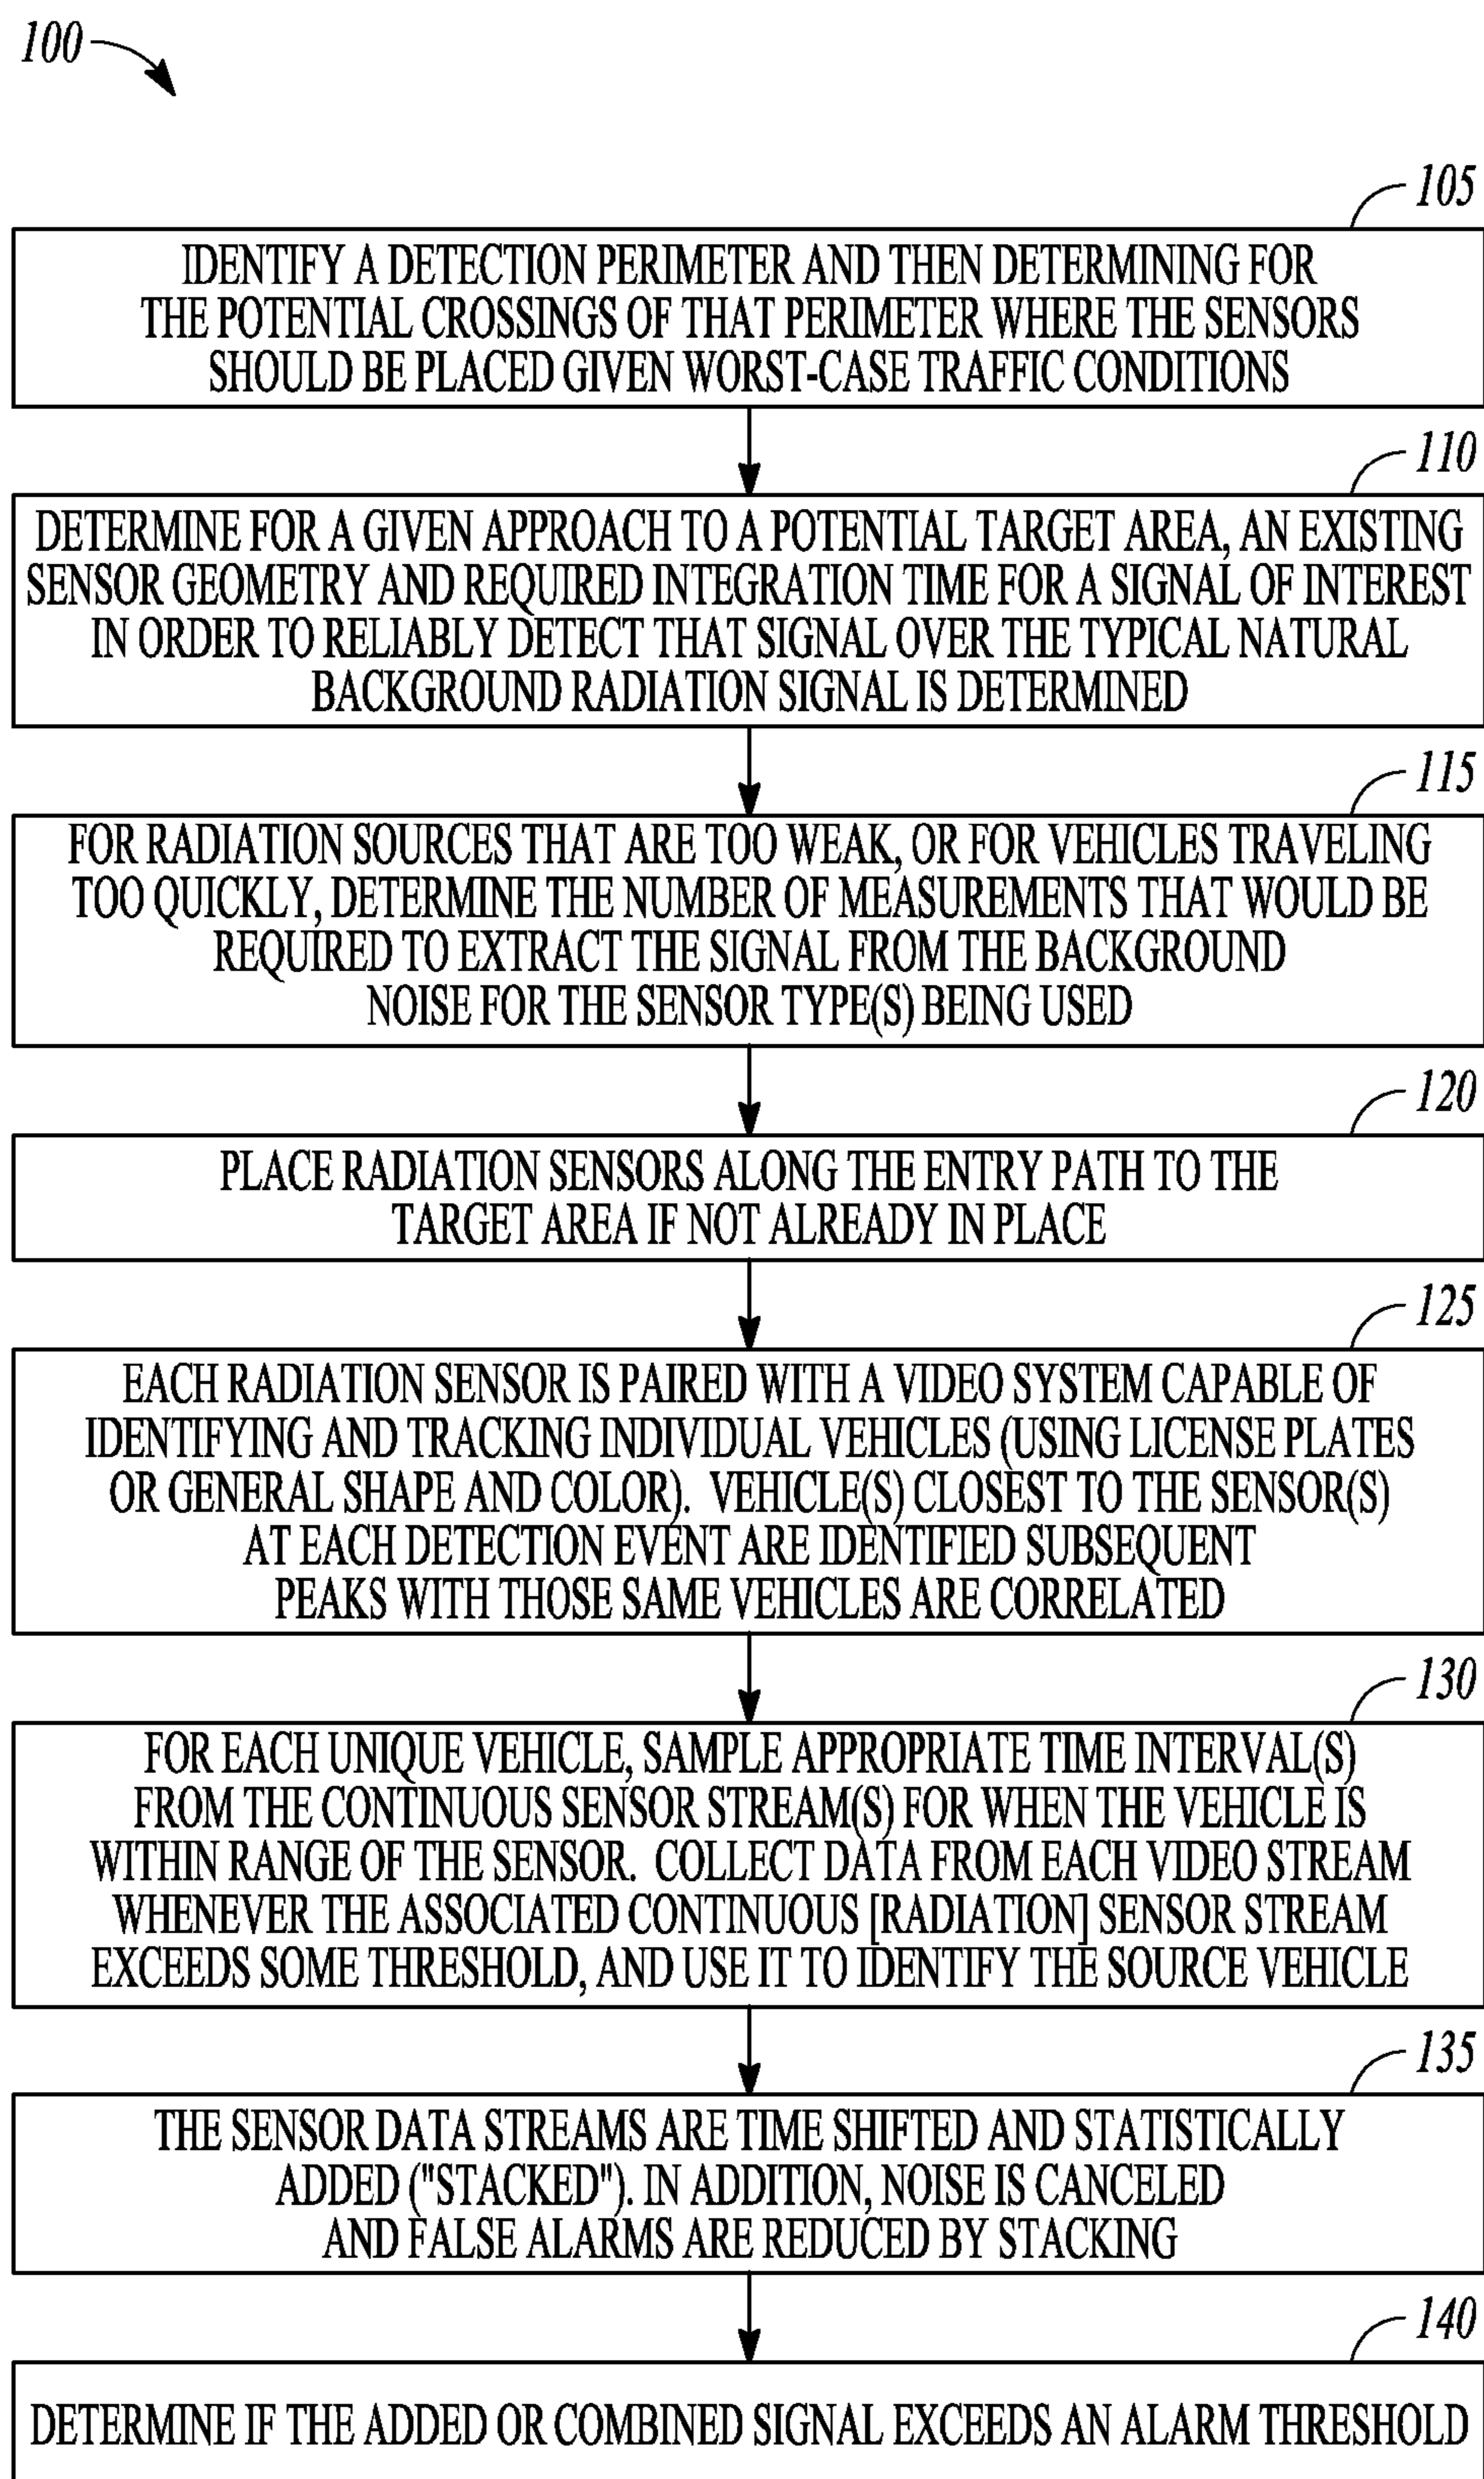 100
105
IDENTIFY A DETECTION PERIMETER AND THEN DETERMINING FOR
THE POTENTIAL CROSSINGS OF THAT PERIMETER WHERE THE SENSORS
SHOULD BE PLACED GIVEN WORST-CASE TRAFFIC CONDITIONS
110
DETERMINE FOR A GIVEN APPROACH TO A POTENTIAL TARGET AREA, AN EXISTING
SENSOR GEOMETRY AND REQUIRED INTEGRATION TIME FOR A SIGNAL OF INTEREST
IN ORDER TO RELIABLY DETECT THAT SIGNAL OVER THE TYPICAL NATURAL
BACKGROUND RADIATION SIGNAL IS DETERMINED
115
FOR RADIATION SOURCES THAT ARE TOO WEAK, OR FOR VEHICLES TRAVELING
TOO QUICKLY, DETERMINE THE NUMBER OF MEASUREMENTS THAT WOULD BE
REQUIRED TO EXTRACT THE SIGNAL FROM THE BACKGROUND
NOISE FOR THE SENSOR TYPE(S) BEING USED
120
PLACE RADIATION SENSORS ALONG THE ENTRY PATH TO THE
TARGET AREA IF NOT ALREADY IN PLACE
125
EACH RADIATION SENSOR IS PAIRED WITH A VIDEO SYSTEM CAPABLE OF
IDENTIFYING AND TRACKING INDIVIDUAL VEHICLES (USING LICENSE PLATES
OR GENERAL SHAPE AND COLOR). VEHICLE(S) CLOSEST TO THE SENSOR(S)
AT EACH DETECTION EVENT ARE IDENTIFIED SUBSEQUENT
PEAKS WITH THOSE SAME VEHICLES ARE CORRELATED
130
FOR EACH UNIQUE VEHICLE, SAMPLE APPROPRIATE TIME INTERVAL(S)
FROM THE CONTINUOUS SENSOR STREAM(S) FOR WHEN THE VEHICLE IS
WITHIN RANGE OF THE SENSOR. COLLECT DATA FROM EACH VIDEO STREAM
WHENEVER THE ASSOCIATED CONTINUOUS [RADIATION] SENSOR STREAM
EXCEEDS SOME THRESHOLD, AND USE IT TO IDENTIFY THE SOURCE VEHICLE
135
THE SENSOR DATA STREAMS ARE TIME SHIFTED AND STATISTICALLY
ADDED ("STACKED"). IN ADDITION, NOISE IS CANCELED
AND FALSE ALARMS ARE REDUCED BY STACKING
140
DETERMINE IF THE ADDED OR COMBINED SIGNAL EXCEEDS AN ALARM THRESHOLD